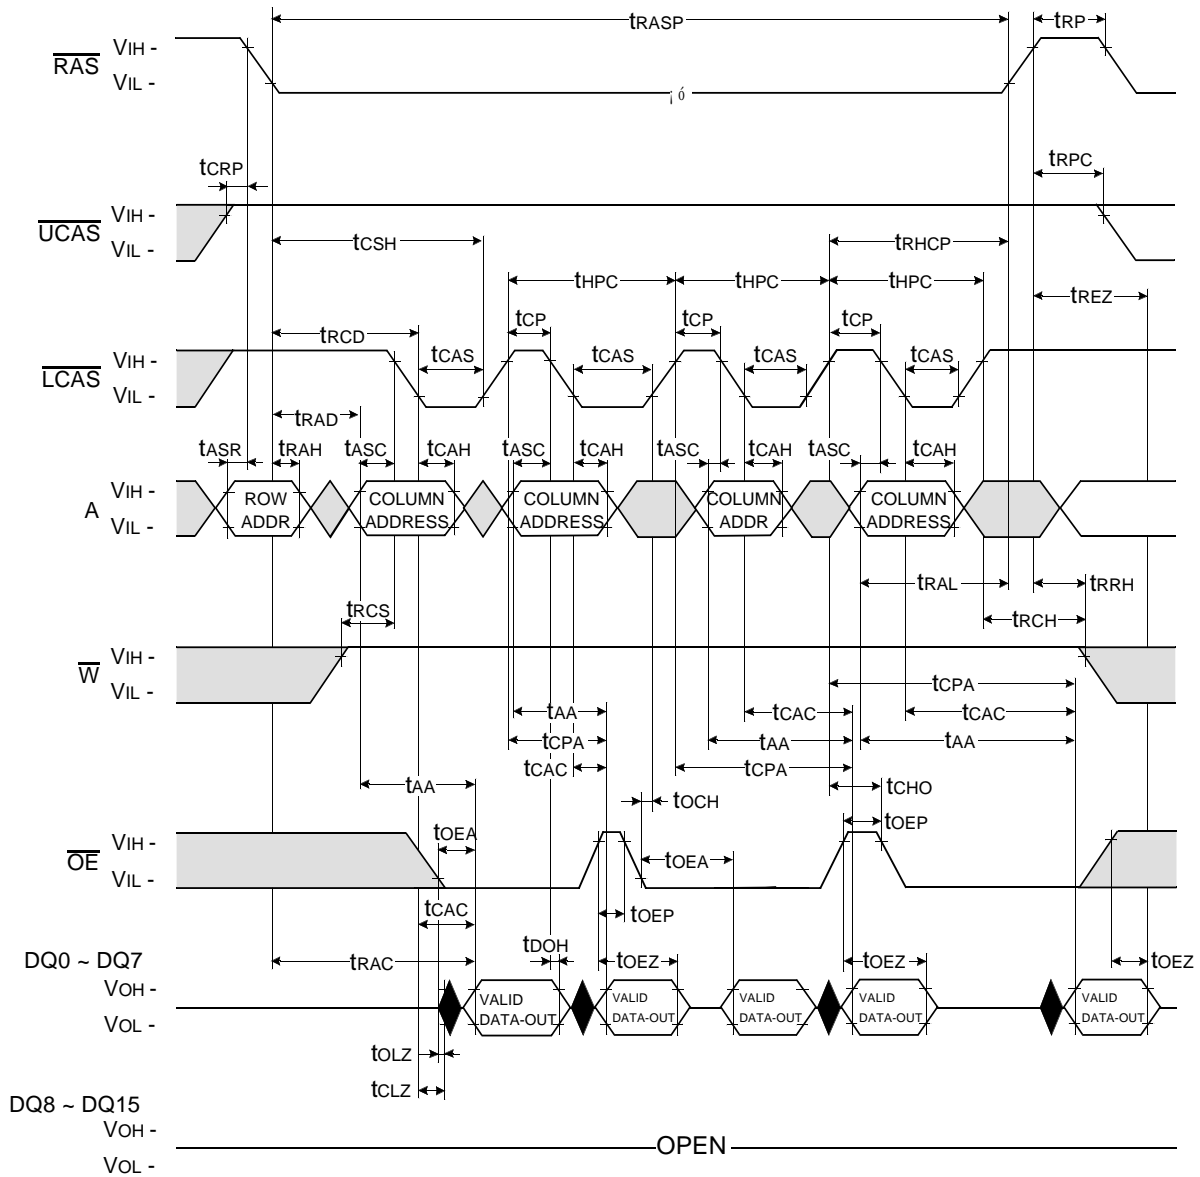 tRASP
tRP
RAS
VIH -
VIL -
¡ ó
tCRP
tRPC
UCAS
VIH -
VIL -
tCSH
tRHCP
tHPC
tHPC
tHPC
tREZ
tRCD
tCP
tCP
tCP
LCAS
VIH -
VIL -
tCAS
tCAS
tCAS
tCAS
tRAD
tASR
tRAH
tASC
tCAH
tASC
tCAH
tASC
tCAH
tASC
tCAH
A
VIH -
VIL -
ROW
ADDR
COLUMN
ADDRESS
COLUMN
ADDRESS
COLUMN
ADDR
COLUMN
ADDRESS
tRAL
tRRH
tRCS
tRCH
W
VIH -
VIL -
tCPA
tAA
tCAC
tCAC
tCPA
tAA
tAA
tCAC
tCPA
tAA
tOCH
tCHO
tOEP
OE
VIH -
VIL -
tOEA
tOEA
tCAC
tOEP
tDOH
DQ0 ~ DQ7
tRAC
tOEZ
tOEZ
tOEZ
VOH -
VOL -
VALID
DATA-OUT
VALID
DATA-OUT
VALID
DATA-OUT
VALID
DATA-OUT
VALID
DATA-OUT
tOLZ
tCLZ
DQ8 ~ DQ15
VOH -
VOL -
OPEN